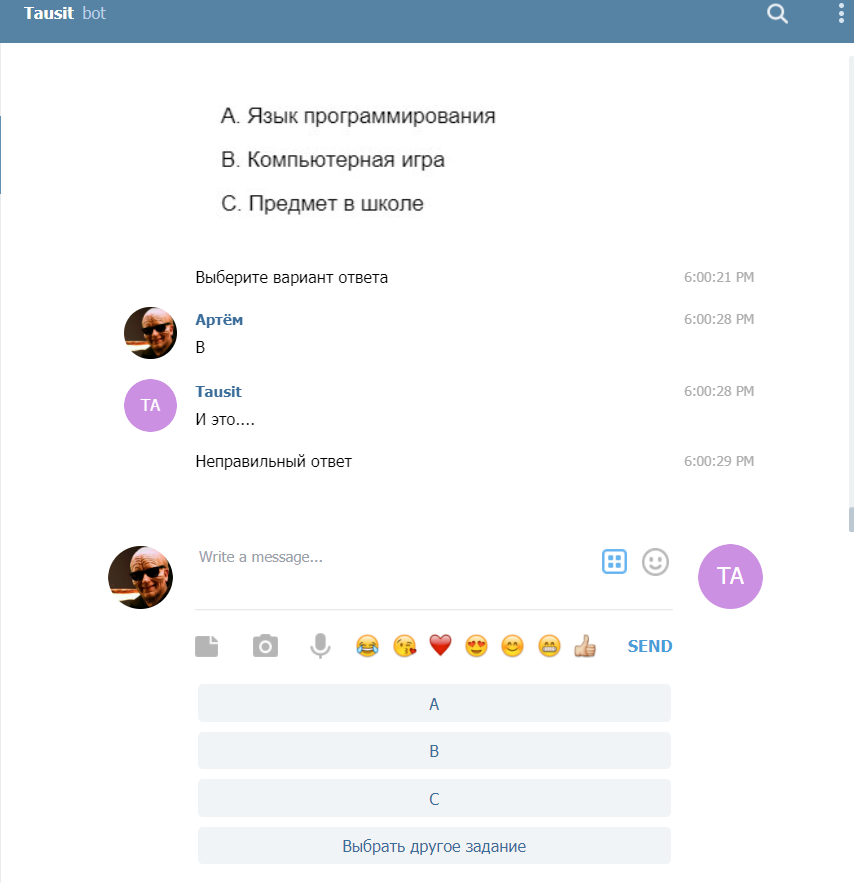 Tausit bot
A. Язык программирования
B. Компьютерная игра
C. Предмет в школе
Выберите вариант ответа 6:00:21 PM
Артём 6:00:28 PM
B
TA
Tausit 6:00:28 PM
И это....
Неправильный ответ 6:00:29 PM
Write a message...
TA
SEND
A
B
C
Выбрать другое задание